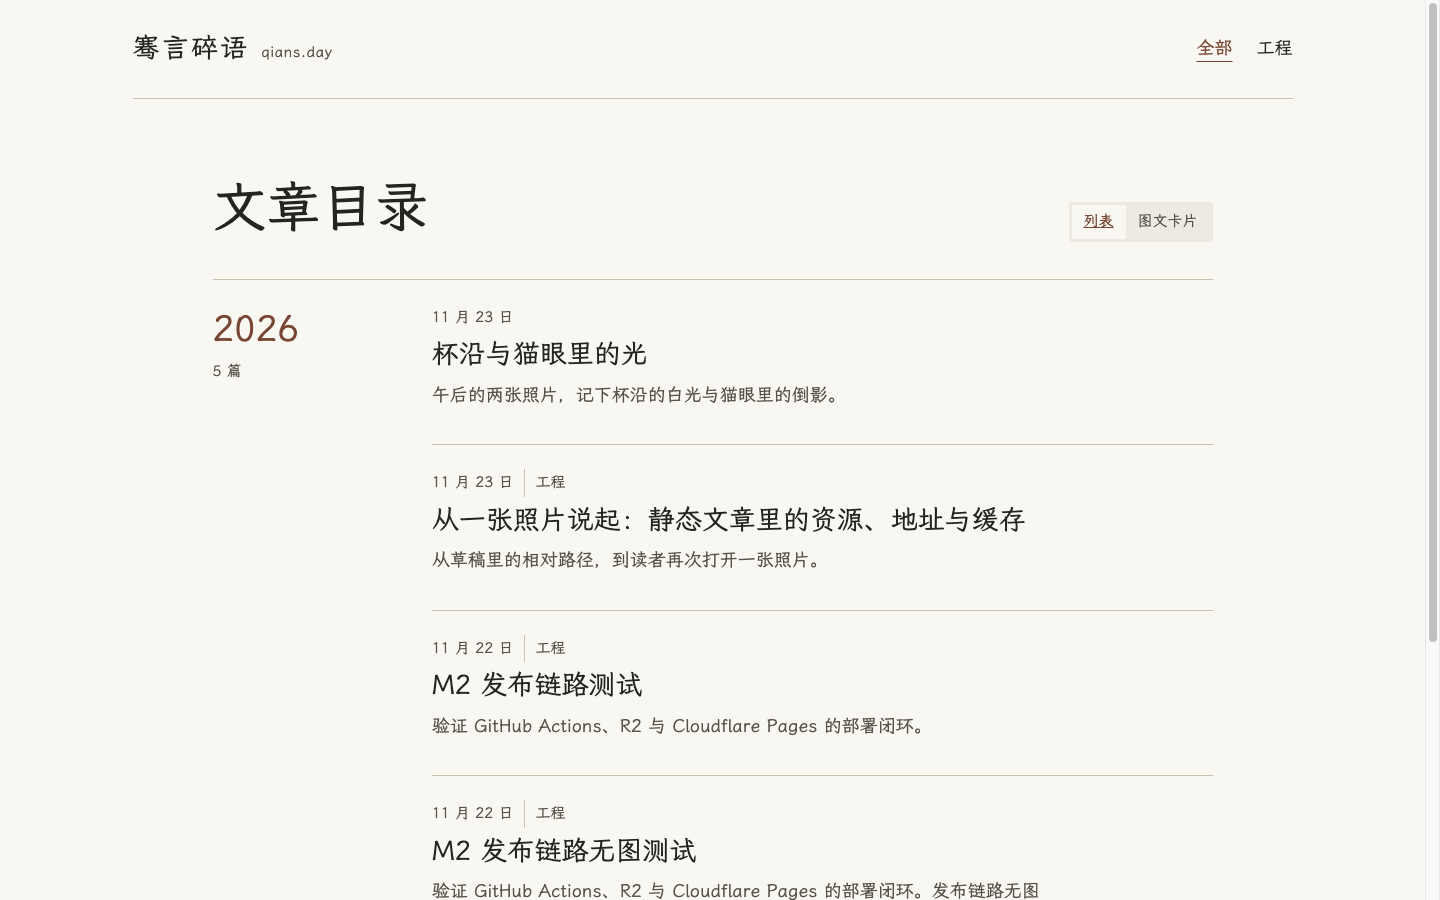 骞言碎语 qians.day
全部 工程
文章目录
列表 图文卡片
2026
5 篇
11 月 23 日
杯沿与猫眼里的光
午后的两张照片，记下杯沿的白光与猫眼里的倒影。
11 月 23 日 工程
从一张照片说起：静态文章里的资源、地址与缓存
从草稿里的相对路径，到读者再次打开一张照片。
11 月 22 日 工程
M2 发布链路测试
验证 GitHub Actions、R2 与 Cloudflare Pages 的部署闭环。
11 月 22 日 工程
M2 发布链路无图测试
验证 GitHub Actions、R2 与 Cloudflare Pages 的部署闭环。发布链路无图